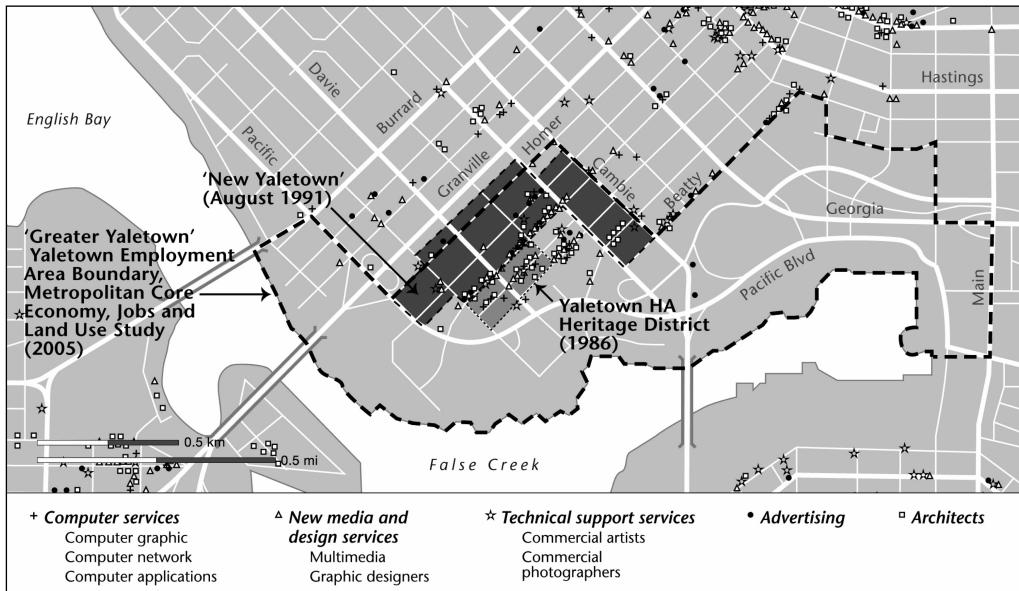 Hastings
Davie
English Bay
Burrard
Homer
Pacific
Cambie
Granville
'New Yaletown'
(August 1991)
Beatty
Georgia
'Greater Yaletown'
Yaletown Employment
Area Boundary,
Metropolitan Core
Economy, Jobs and
Land Use Study
(2005)
Pacific Blvd
Main
Yaletown HA
Heritage District
(1986)
0.5 km
0.5 mi
False Creek
+ Computer services
Computer graphic
Computer network
Computer applications
New media and
design services
Multimedia
Graphic designers
Technical support services
Commercial artists
Commercial
photographers
Advertising
Architects